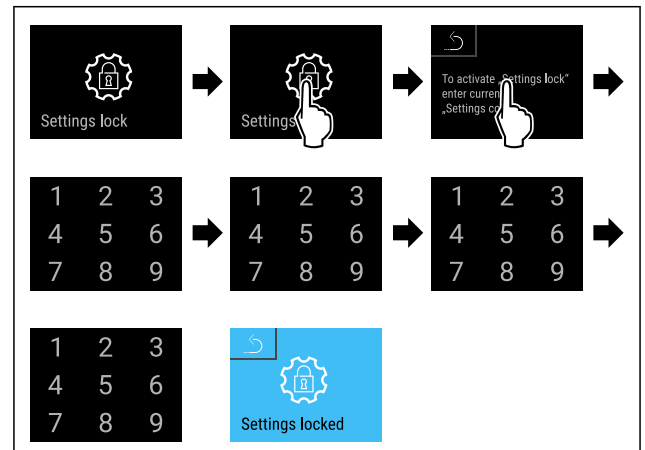 Settings lock
Settings
To activate „Settings lock“
enter curren
„Settings co
1 2 3
4 5 6
7 8 9
1 2 3
4 5 6
7 8 9
1 2 3
4 5 6
7 8 9
1 2 3
4 5 6
7 8 9
Settings locked